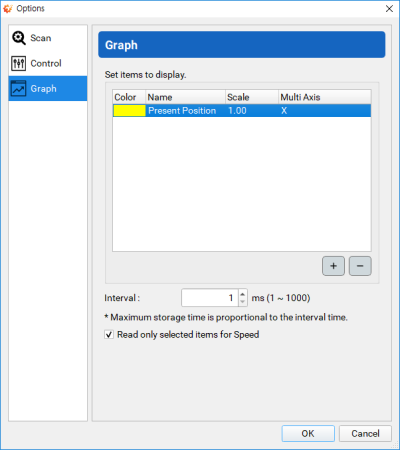 Options
Scan
Control
Graph
Graph
Set items to display.
Color Name Scale Multi Axis
Present Position 1.00 X
+ −
Interval : 1 ms (1 ~ 1000)
* Maximum storage time is proportional to the interval time.
Read only selected items for Speed
OK Cancel